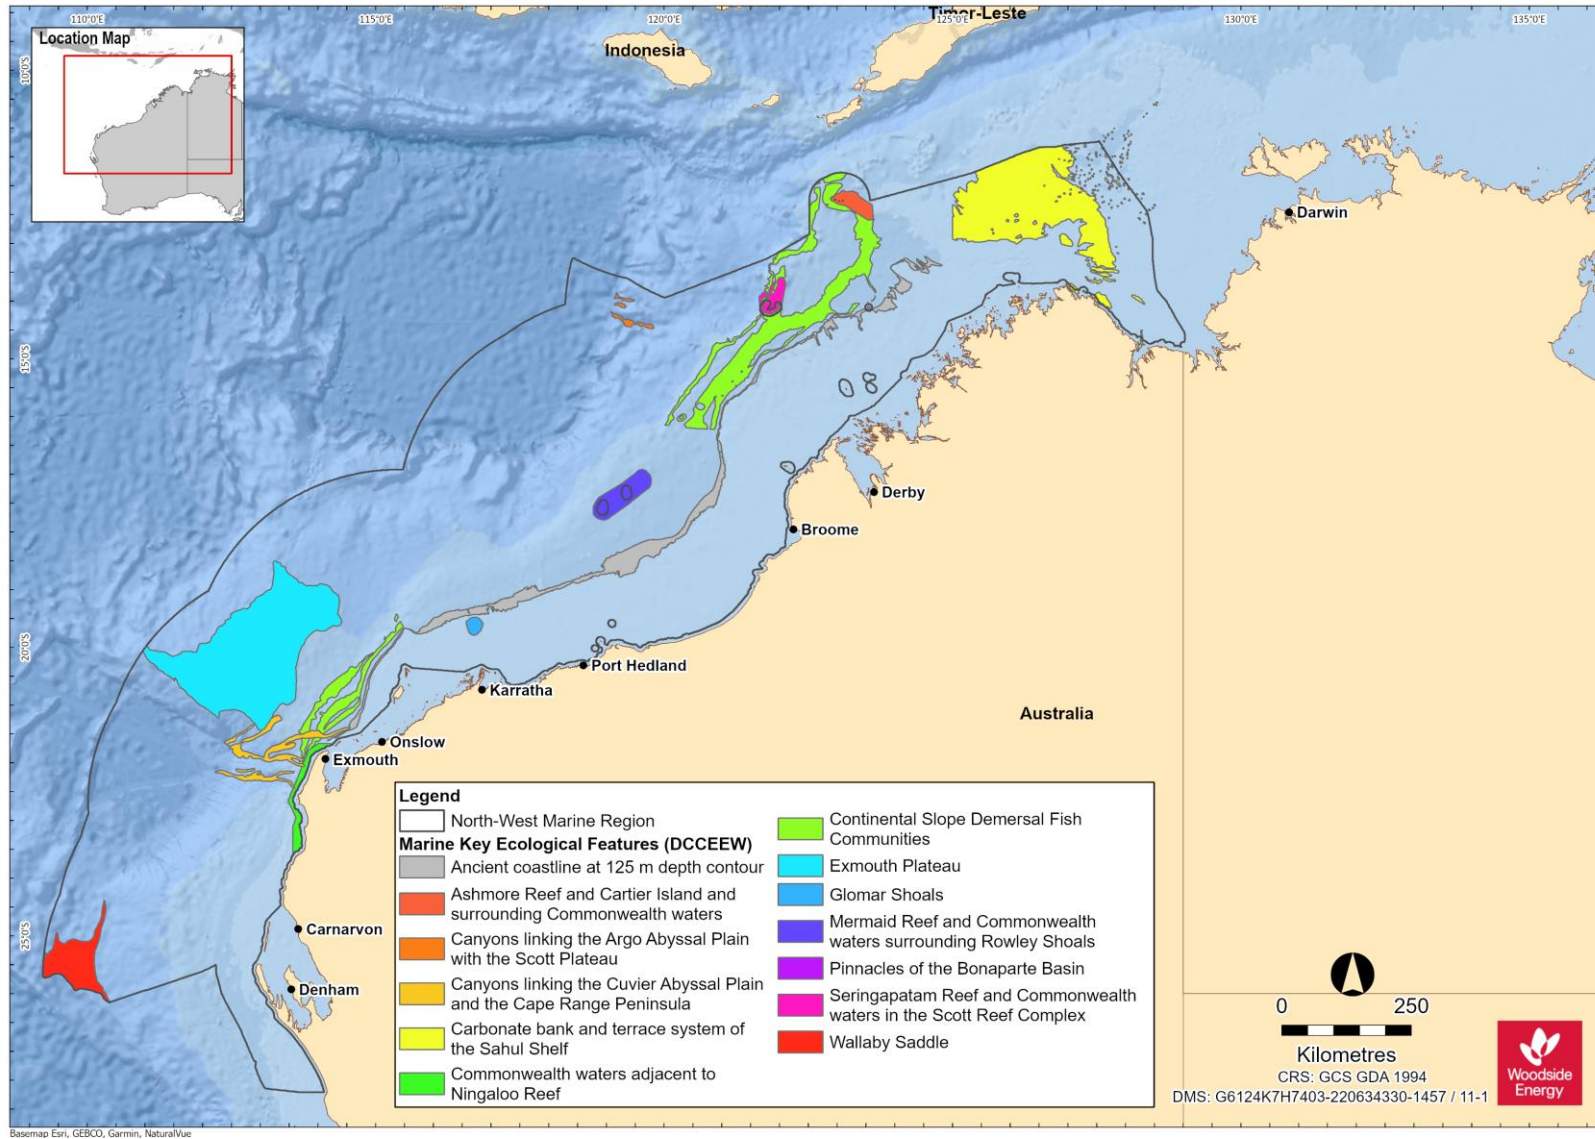 110°0'E
115°0'E
120°0'E
125°0'E
130°0'E
135°0'E
Timor-Leste
Location Map
Indonesia
10°0'S
Darwin
15°0'S
Derby
Broome
20°0'S
Port Hedland
Karratha
Australia
Onslow
Exmouth
25°0'S
Carnarvon
Denham
Legend
North-West Marine Region
Marine Key Ecological Features (DCCEEW)
Ancient coastline at 125 m depth contour
Ashmore Reef and Cartier Island and
surrounding Commonwealth waters
Canyons linking the Argo Abyssal Plain
with the Scott Plateau
Canyons linking the Cuvier Abyssal Plain
and the Cape Range Peninsula
Carbonate bank and terrace system of
the Sahul Shelf
Commonwealth waters adjacent to
Ningaloo Reef
Continental Slope Demersal Fish
Communities
Exmouth Plateau
Glomar Shoals
Mermaid Reef and Commonwealth
waters surrounding Rowley Shoals
Pinnacles of the Bonaparte Basin
Seringapatam Reef and Commonwealth
waters in the Scott Reef Complex
Wallaby Saddle
0 250
Kilometres
CRS: GCS GDA 1994
DMS: G6124K7H7403-220634330-1457 / 11-1
Woodside
Energy
Basemap Esri, GEBCO, Garmin, NaturalVue